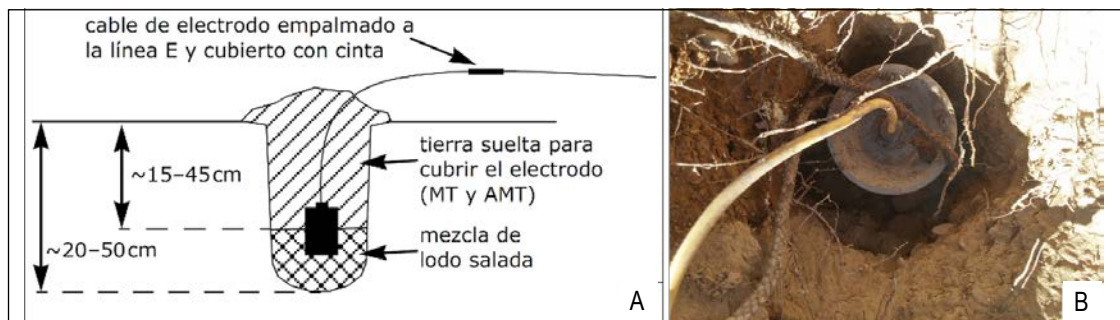 cable de electrodo empalmado a
la línea E y cubierto con cinta
~15–45cm
~20–50cm
tierra suelta para
cubrir el electrodo
(MT y AMT)
mezcla de
lodo salada
A
B